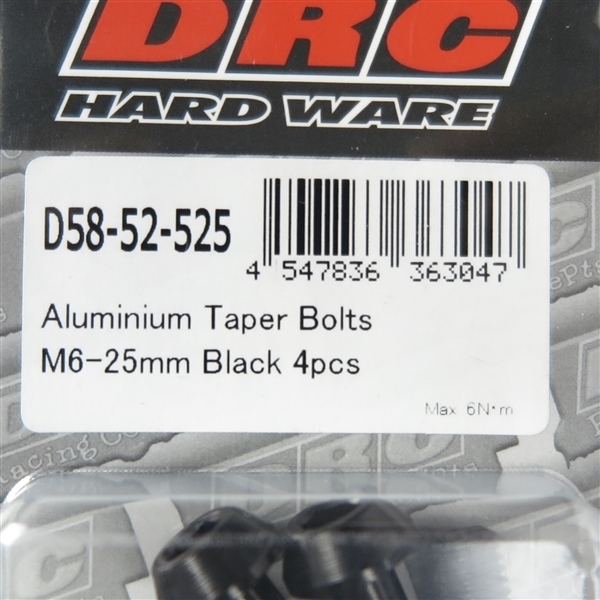 DRC
HARD WARE
D58-52-525
4 547836 363047
Aluminium Taper Bolts
M6-25mm Black 4pcs
Max 6N·m